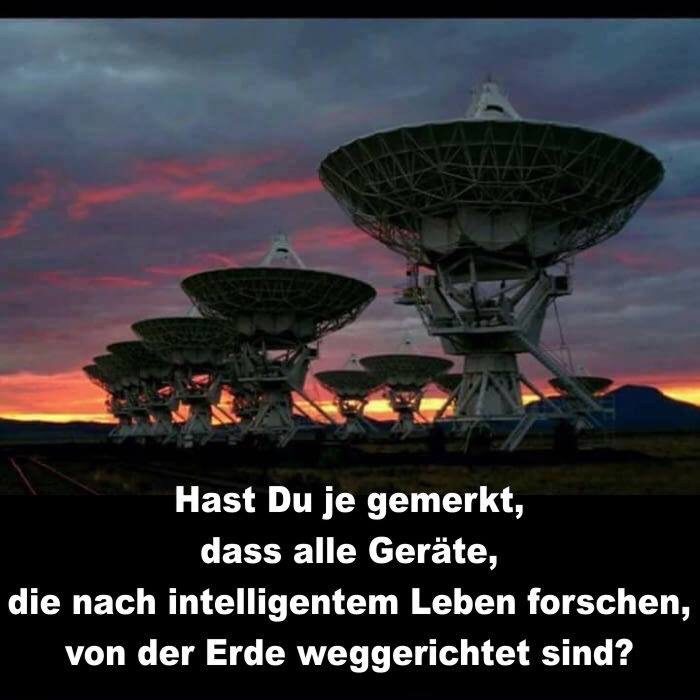 Hast Du je gemerkt,
dass alle Geräte,
die nach intelligentem Leben forschen,
von der Erde weggerichtet sind?